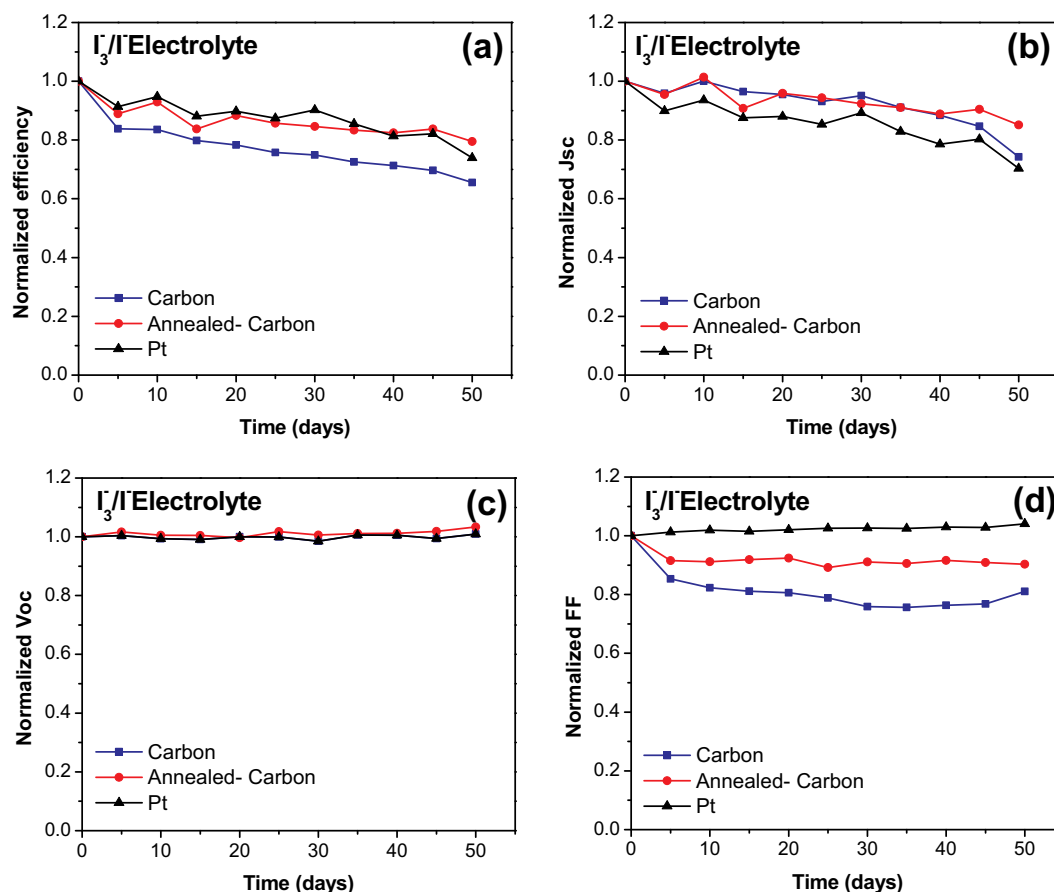 I₃⁻/I⁻Electrolyte
(a)
Normalized efficiency
1.2
1.0
0.8
0.6
0.4
0.2
0.0
Carbon
Annealed- Carbon
Pt
0 10 20 30 40 50
Time (days)
I₃⁻/I⁻Electrolyte
(b)
Normalized Jsc
1.2
1.0
0.8
0.6
0.4
0.2
0.0
Carbon
Annealed- Carbon
Pt
0 10 20 30 40 50
Time (days)
I₃⁻/I⁻Electrolyte
(c)
Normalized Voc
1.2
1.0
0.8
0.6
0.4
0.2
0.0
Carbon
Annealed- Carbon
Pt
0 10 20 30 40 50
Time (days)
I₃⁻/I⁻Electrolyte
(d)
Normalized FF
1.2
1.0
0.8
0.6
0.4
0.2
0.0
Carbon
Annealed- Carbon
Pt
0 10 20 30 40 50
Time (days)